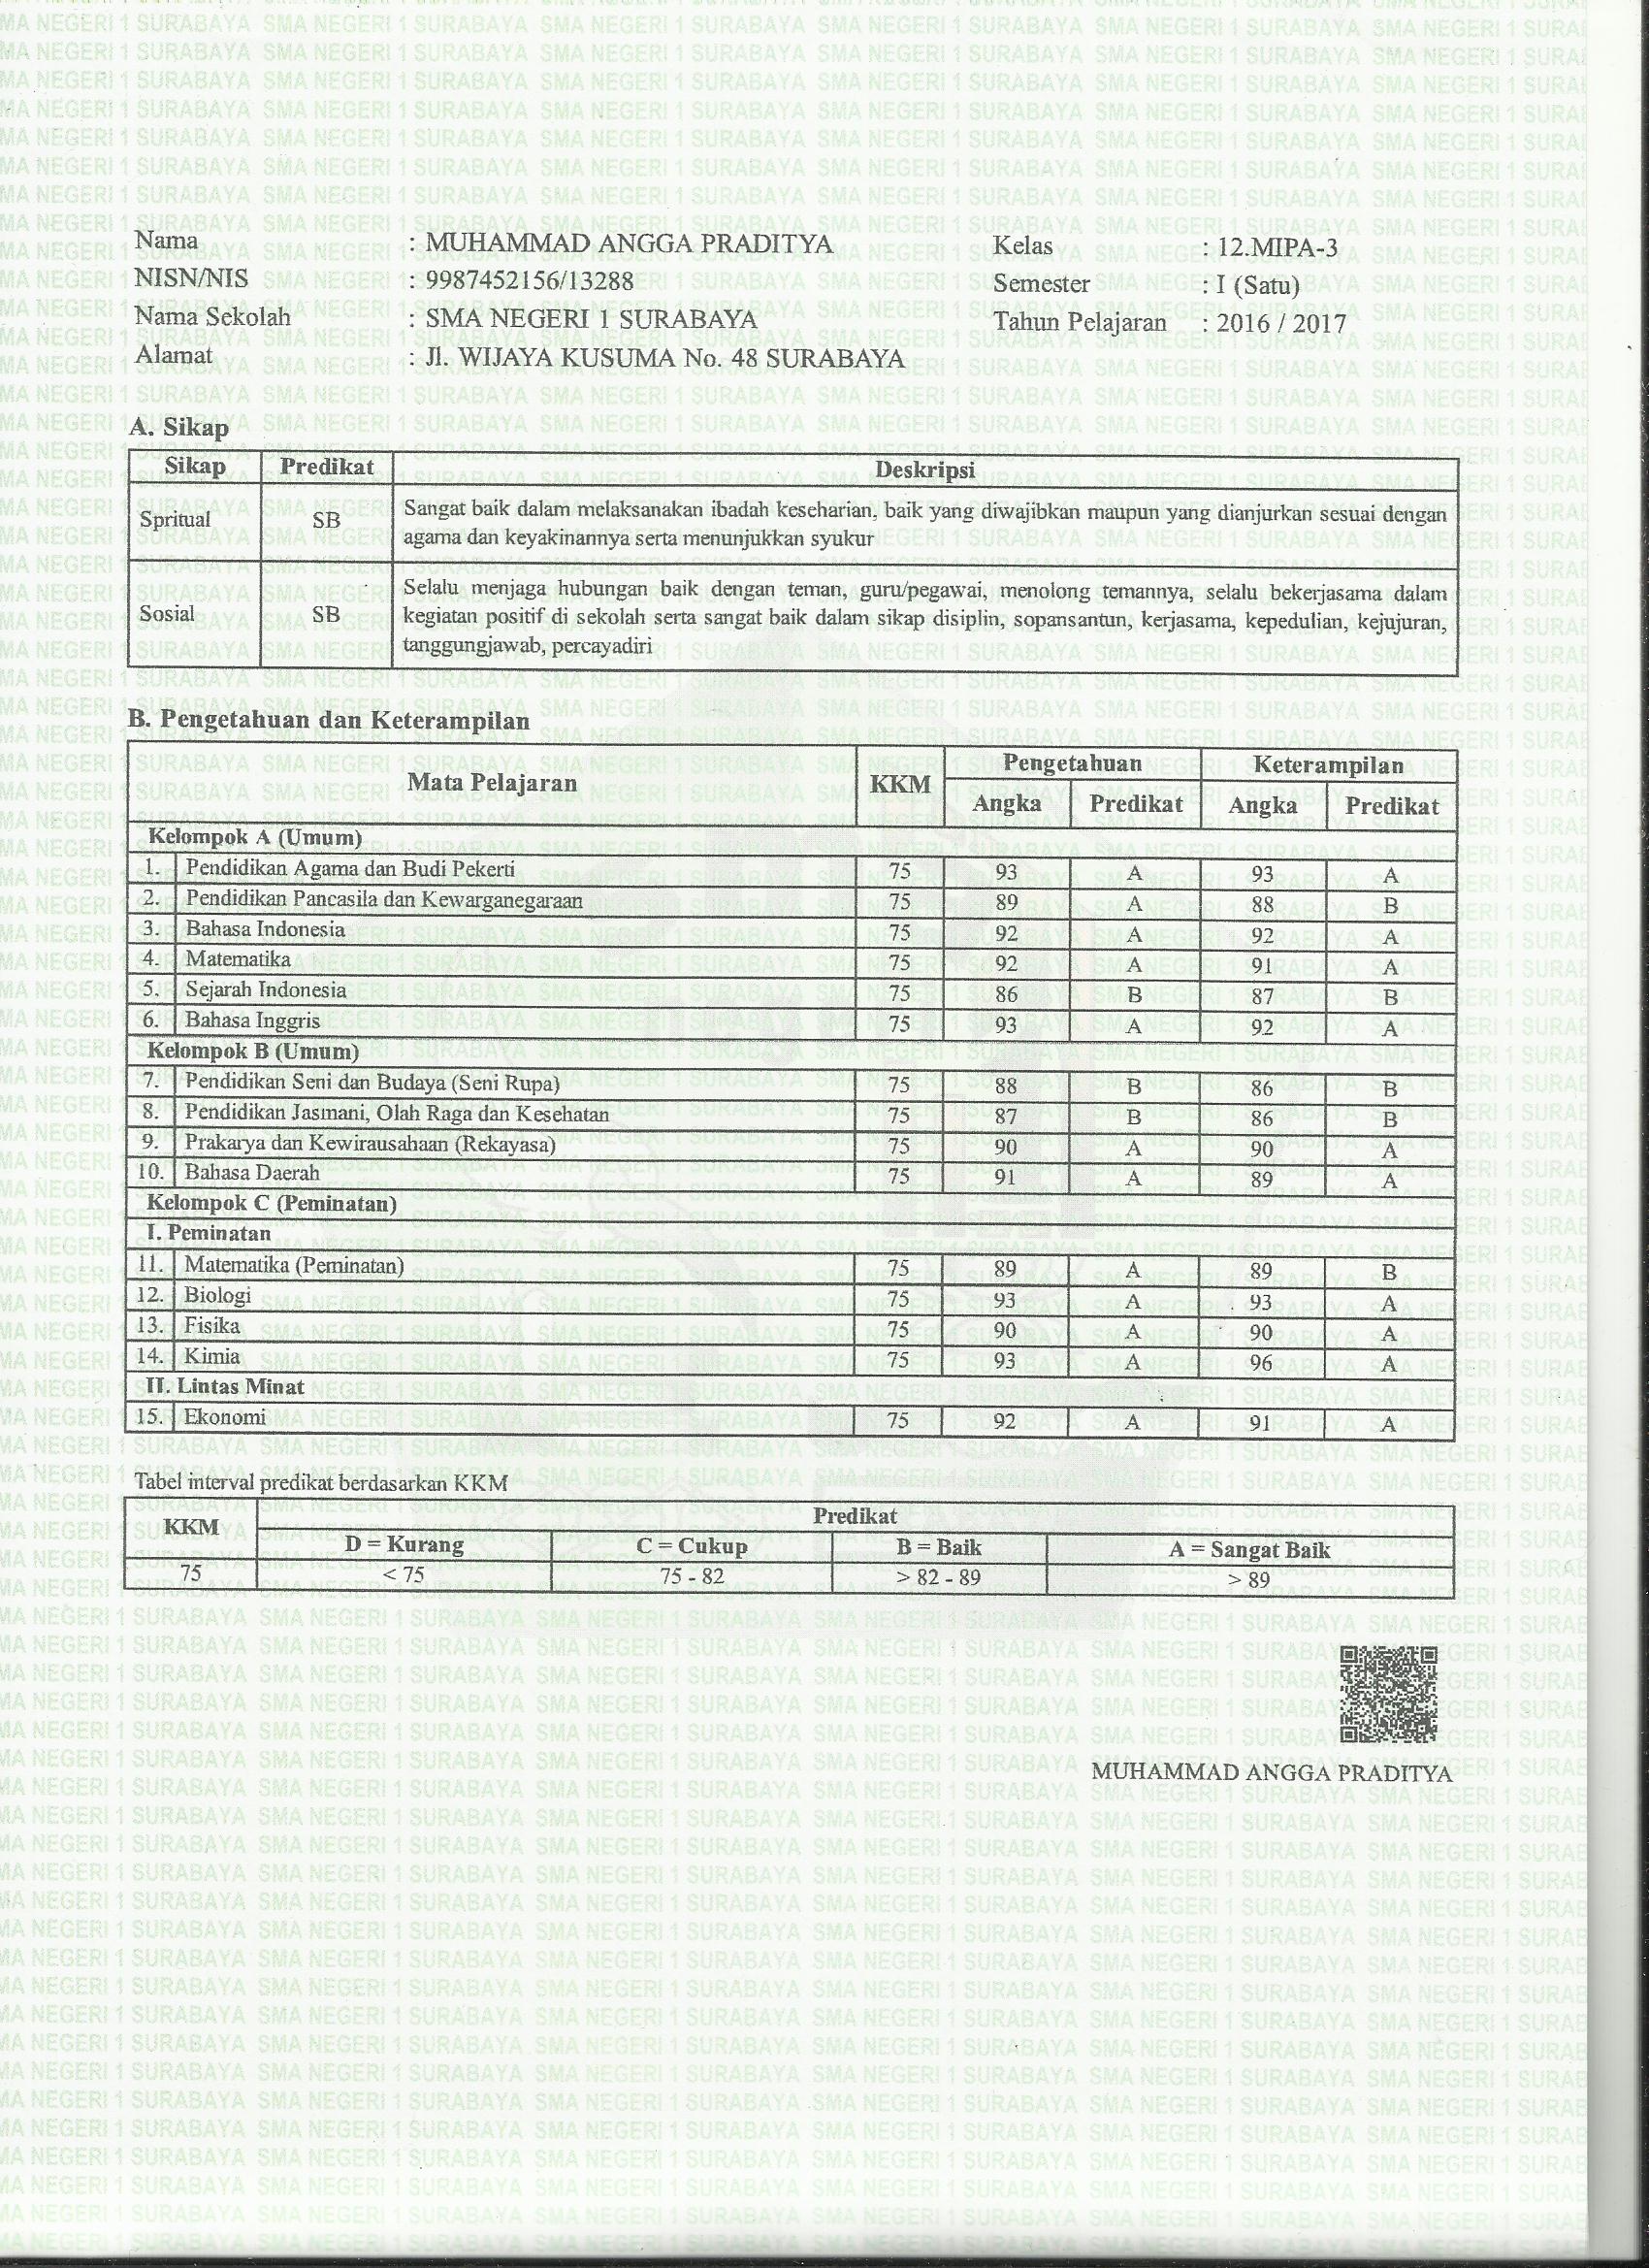 Nama : MUHAMMAD ANGGA PRADITYA Kelas : 12.MIPA-3
NISN/NIS : 9987452156/13288 Semester : I (Satu)
Nama Sekolah : SMA NEGERI 1 SURABAYA Tahun Pelajaran : 2016 / 2017
Alamat : Jl. WIJAYA KUSUMA No. 48 SURABAYA
A. Sikap
Sikap Predikat Deskripsi
Spritual SB Sangat baik dalam melaksanakan ibadah keseharian, baik yang diwajibkan maupun yang dianjurkan sesuai dengan
agama dan keyakinannya serta menunjukkan syukur
Sosial SB Selalu menjaga hubungan baik dengan teman, guru/pegawai, menolong temannya, selalu bekerjasama dalam
kegiatan positif di sekolah serta sangat baik dalam sikap disiplin, sopansantun, kerjasama, kepedulian, kejujuran,
tanggungjawab, percayadiri
B. Pengetahuan dan Keterampilan
Mata Pelajaran KKM Pengetahuan Keterampilan
Angka Predikat Angka Predikat
Kelompok A (Umum)
1. Pendidikan Agama dan Budi Pekerti 75 93 A 93 A
2. Pendidikan Pancasila dan Kewarganegaraan 75 89 A 88 B
3. Bahasa Indonesia 75 92 A 92 A
4. Matematika 75 92 A 91 A
5. Sejarah Indonesia 75 86 B 87 B
6. Bahasa Inggris 75 93 A 92 A
Kelompok B (Umum)
7. Pendidikan Seni dan Budaya (Seni Rupa) 75 88 B 86 B
8. Pendidikan Jasmani, Olah Raga dan Kesehatan 75 87 B 86 B
9. Prakarya dan Kewirausahaan (Rekayasa) 75 90 A 90 A
10. Bahasa Daerah 75 91 A 89 A
Kelompok C (Peminatan)
I. Peminatan
11. Matematika (Peminatan) 75 89 A 89 B
12. Biologi 75 93 A 93 A
13. Fisika 75 90 A 90 A
14. Kimia 75 93 A 96 A
II. Lintas Minat
15. Ekonomi 75 92 A 91 A
Tabel interval predikat berdasarkan KKM
KKM Predikat
D = Kurang C = Cukup B = Baik A = Sangat Baik
75 < 75 75 - 82 > 82 - 89 > 89
MUHAMMAD ANGGA PRADITYA